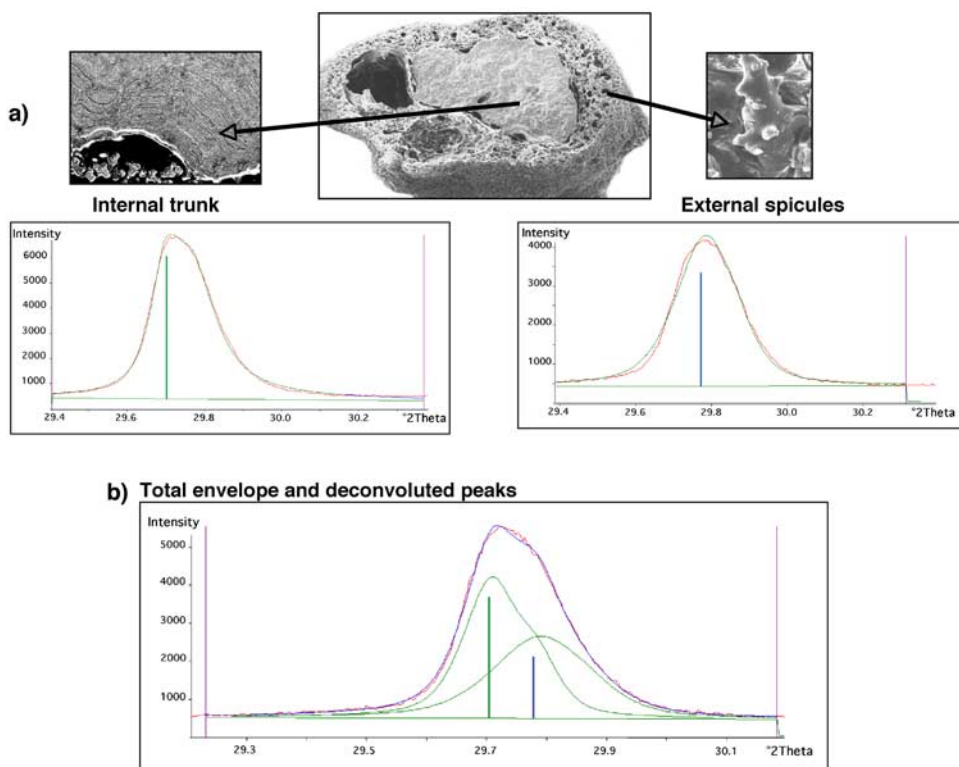 a)
Internal trunk
External spicules
Intensity
6000
5000
4000
3000
2000
1000
29.4 29.6 29.8 30.0 30.2 °2Theta
Intensity
4000
3000
2000
1000
29.4 29.6 29.8 30.0 30.2 °2Theta
b) Total envelope and deconvoluted peaks
Intensity
5000
4000
3000
2000
1000
29.3 29.5 29.7 29.9 30.1 °2Theta